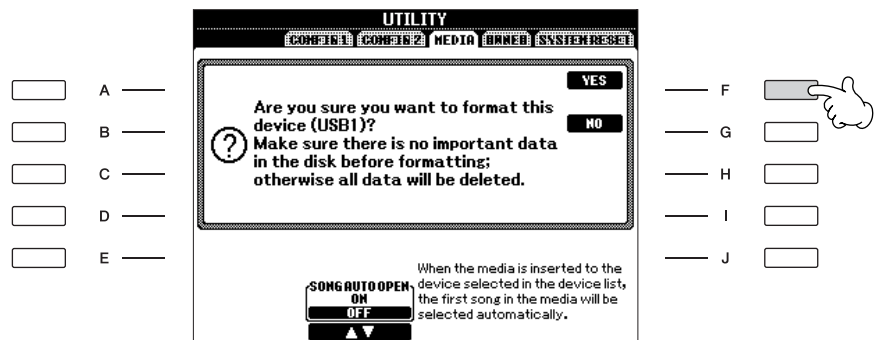 UTILITY
CONFIG 1 CONFIG 2 MEDIA OWNER SYSTEM RESET
YES
Are you sure you want to format this
device (USB1)?
NO
Make sure there is no important data
in the disk before formatting;
otherwise all data will be deleted.
?
A
B
C
D
E
F
G
H
I
J
SONG AUTO OPEN
ON
OFF
When the media is inserted to the
device selected in the device list,
the first song in the media will be
selected automatically.